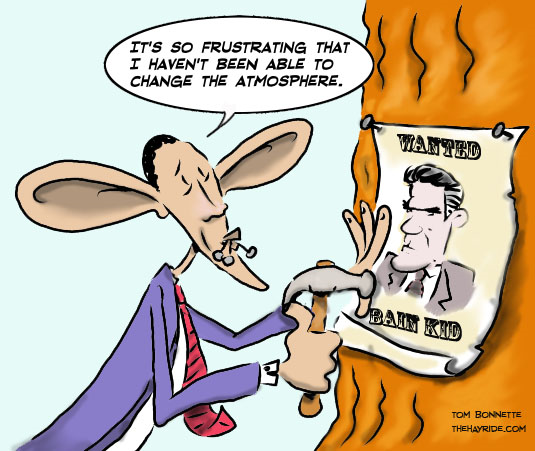 IT'S SO FRUSTRATING THAT
I HAVEN'T BEEN ABLE TO
CHANGE THE ATMOSPHERE.
WANTED
BAIN KID
TOM BONNETTE
THEHAYRIDE.COM